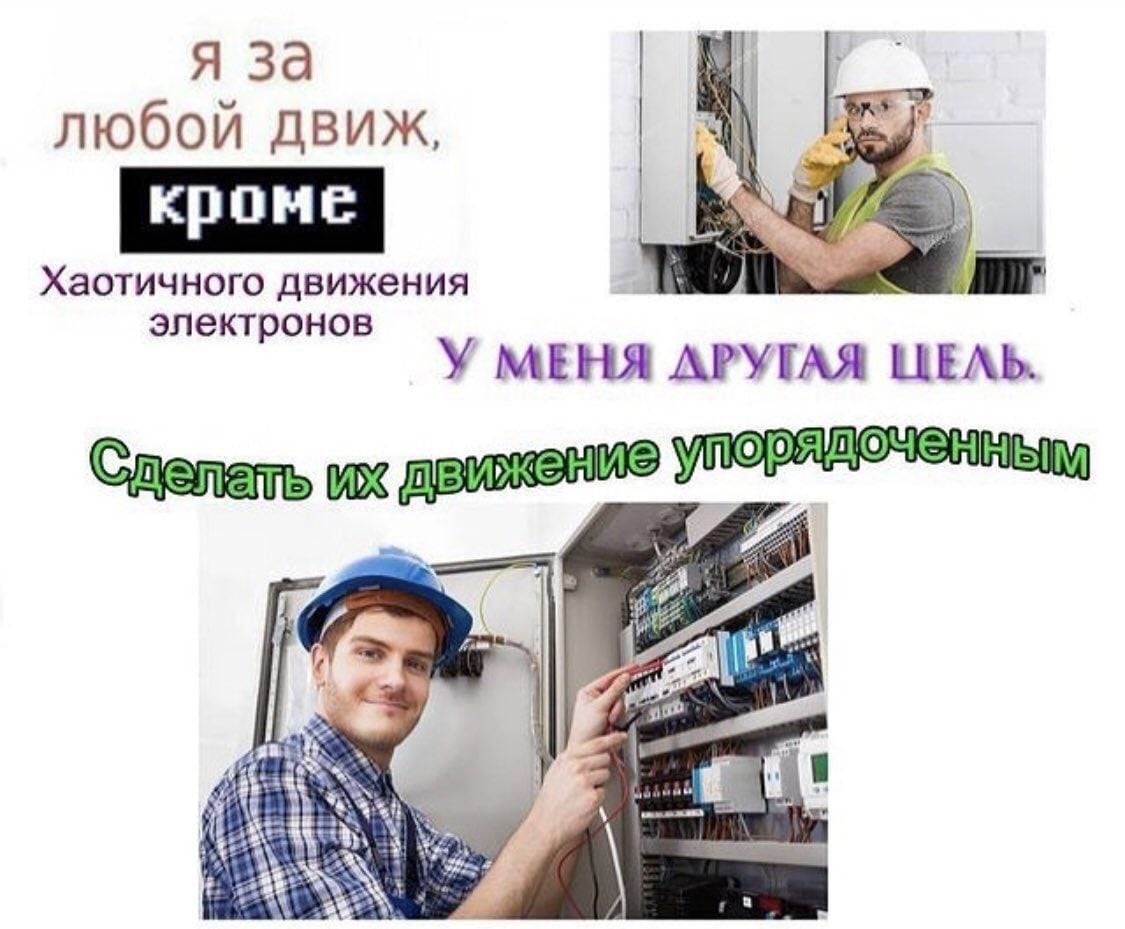 я за
любой движ,
кроме
Хаотичного движения
электронов
У МЕНЯ ДРУГАЯ ЦЕЛЬ.
Сделать их движение упорядоченным